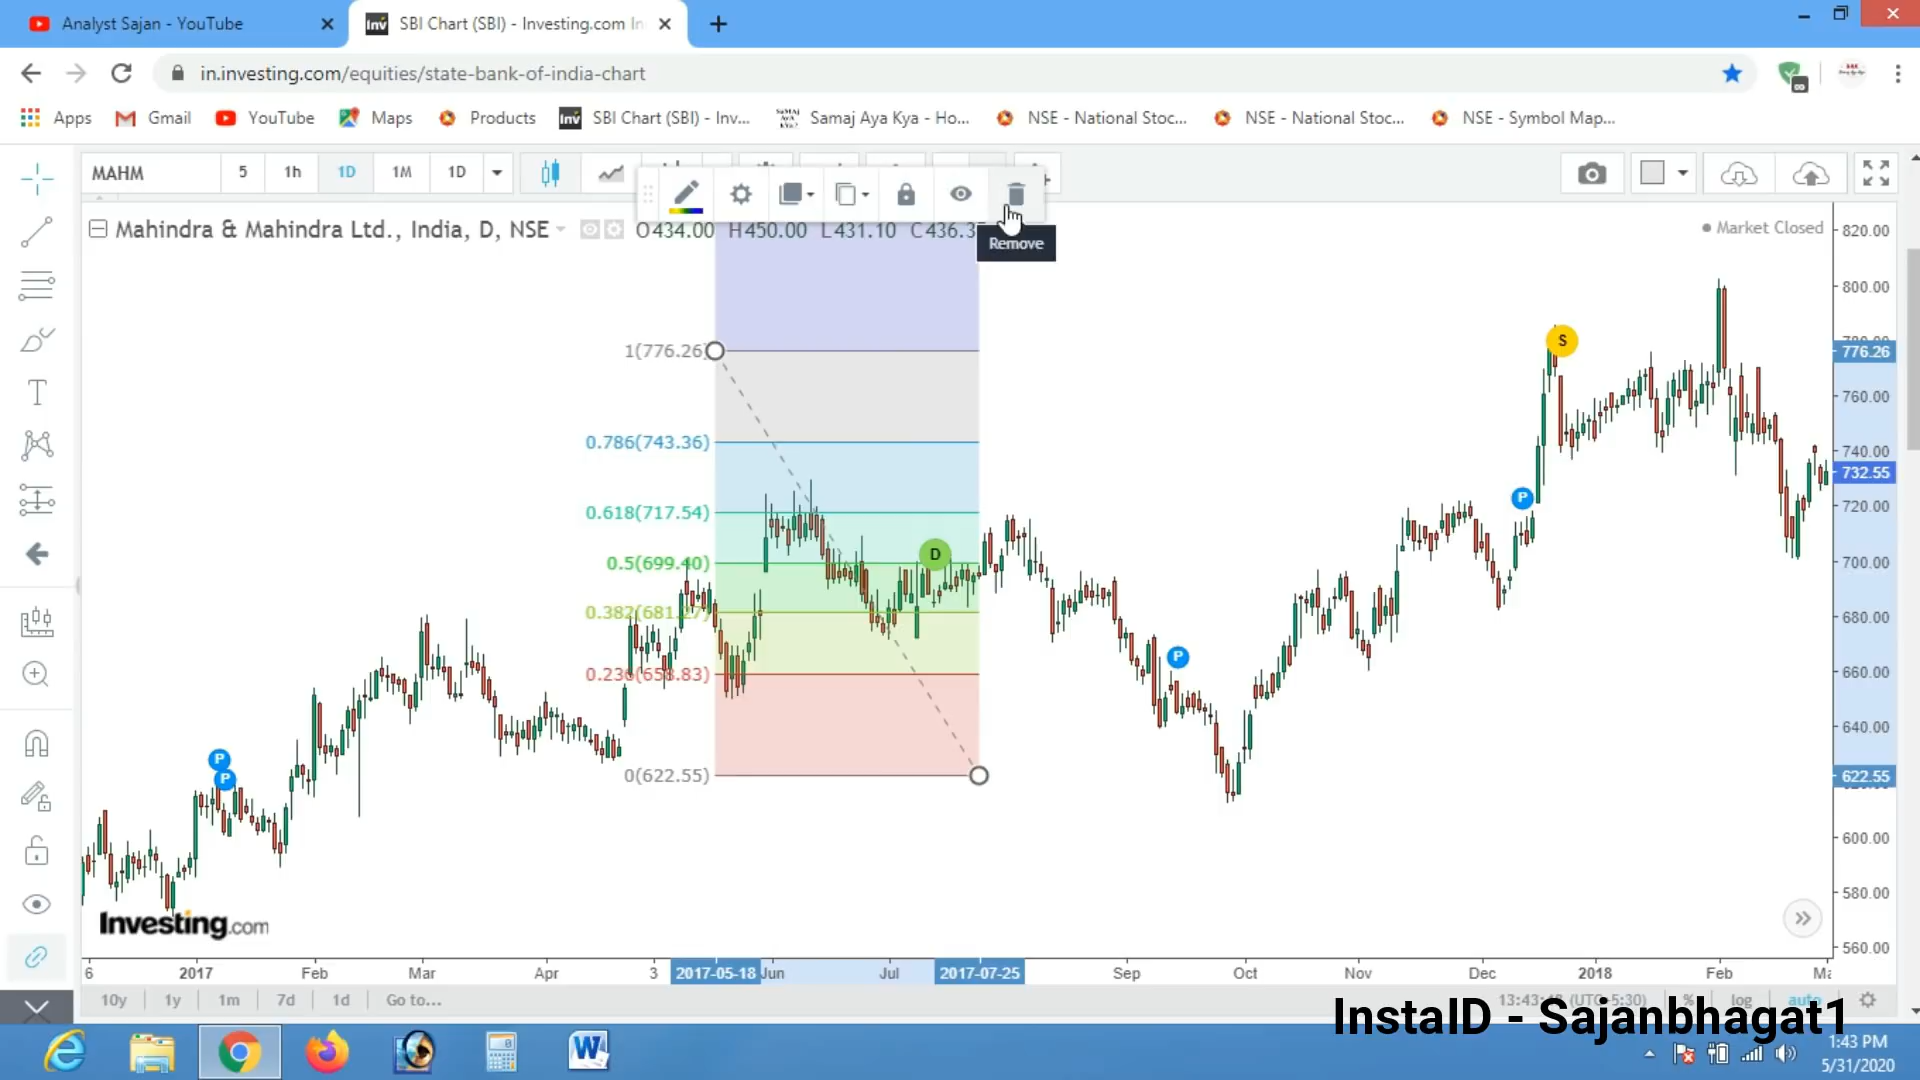 Analyst Sajan - YouTube
SBI Chart (SBI) - Investing.com In
in.investing.com/equities/state-bank-of-india-chart
Apps Gmail YouTube Maps Products SBI Chart (SBI) - Inv... Samaj Aya Kya - Ho... NSE - National Stoc... NSE - National Stoc... NSE - Symbol Map...
MAHM 5 1h 1D 1M 1D
Mahindra & Mahindra Ltd., India, D, NSE O434.00 H450.00 L431.10 C436.3
Remove
Market Closed
820.00
800.00
776.26
760.00
740.00
732.55
720.00
700.00
680.00
660.00
640.00
622.55
600.00
580.00
560.00
1(776.26)
0.786(743.36)
0.618(717.54)
0.5(699.40)
0.382(681.27)
0.236(658.83)
0(622.55)
S
P
D
P
P
P
Investing.com
6 2017 Feb Mar Apr 3 2017-05-18 Jun Jul 2017-07-25 Sep Oct Nov Dec 2018 Feb
10y 1y 1m 7d 1d Go to... (UTC+5:30) % log auto
InstaID - Sajanbhagat1
1:43 PM
5/31/2020